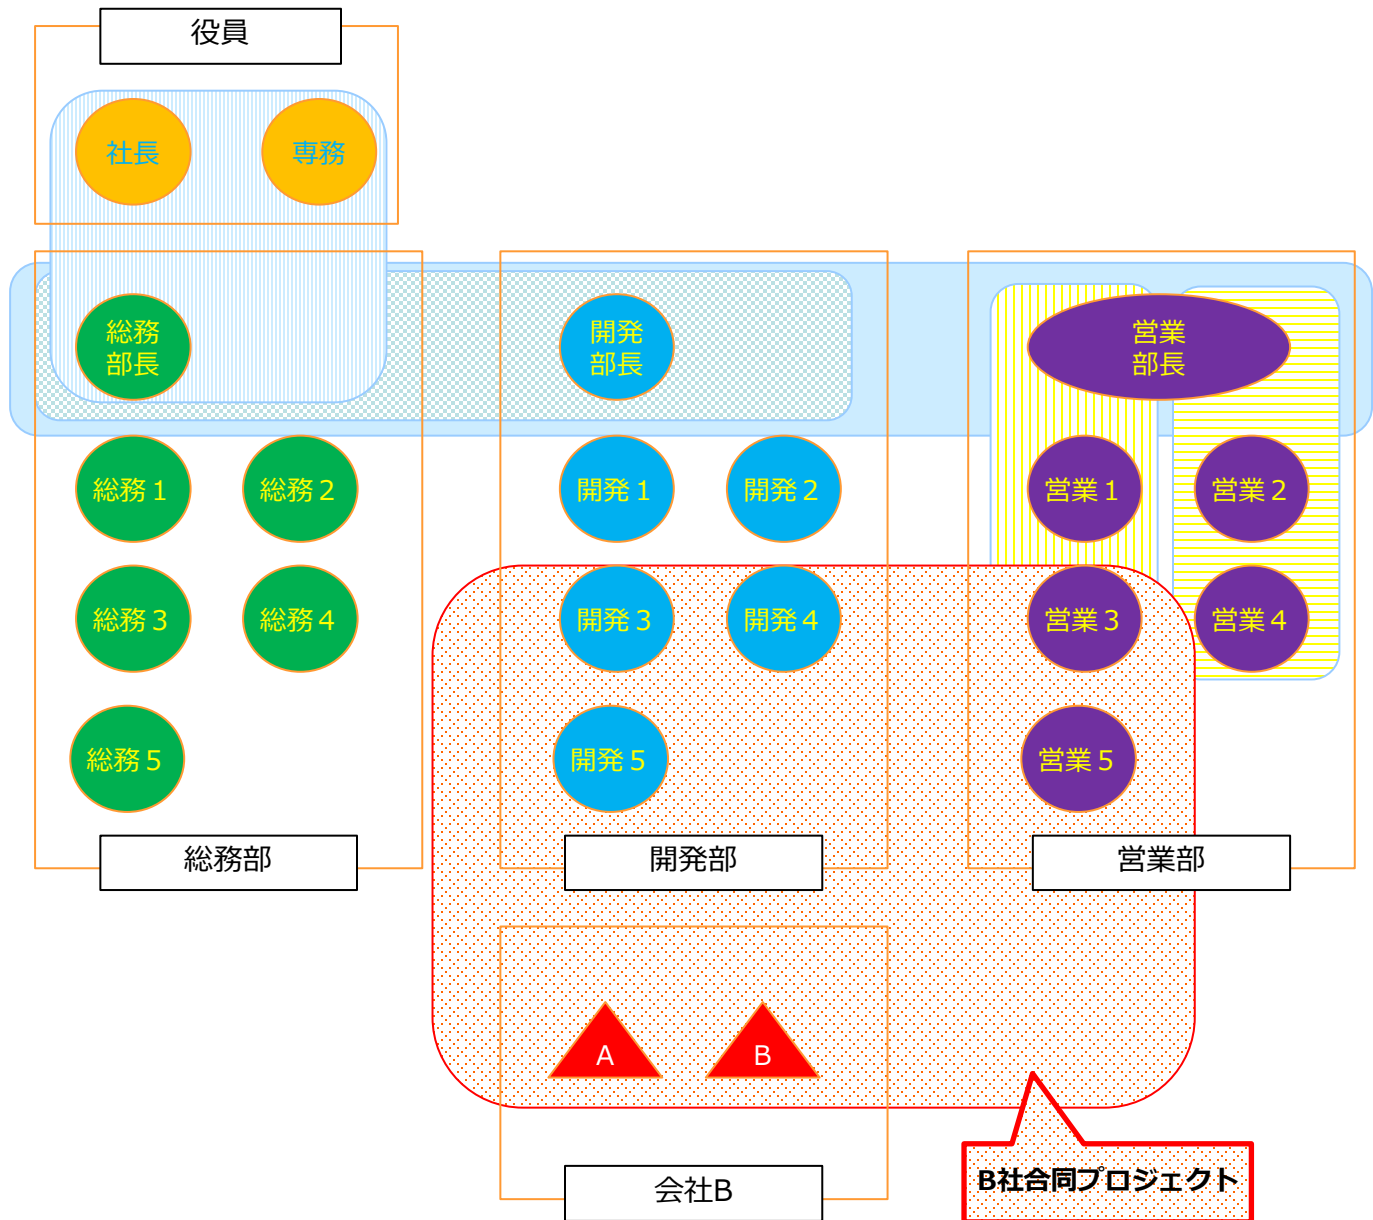 役員
社長
専務
総務
部長
開発
部長
営業
部長
総務１
総務２
開発１
開発２
営業１
営業２
総務３
総務４
開発３
開発４
営業３
営業４
総務５
開発５
営業５
総務部
開発部
営業部
A
B
会社B
B社合同プロジェクト